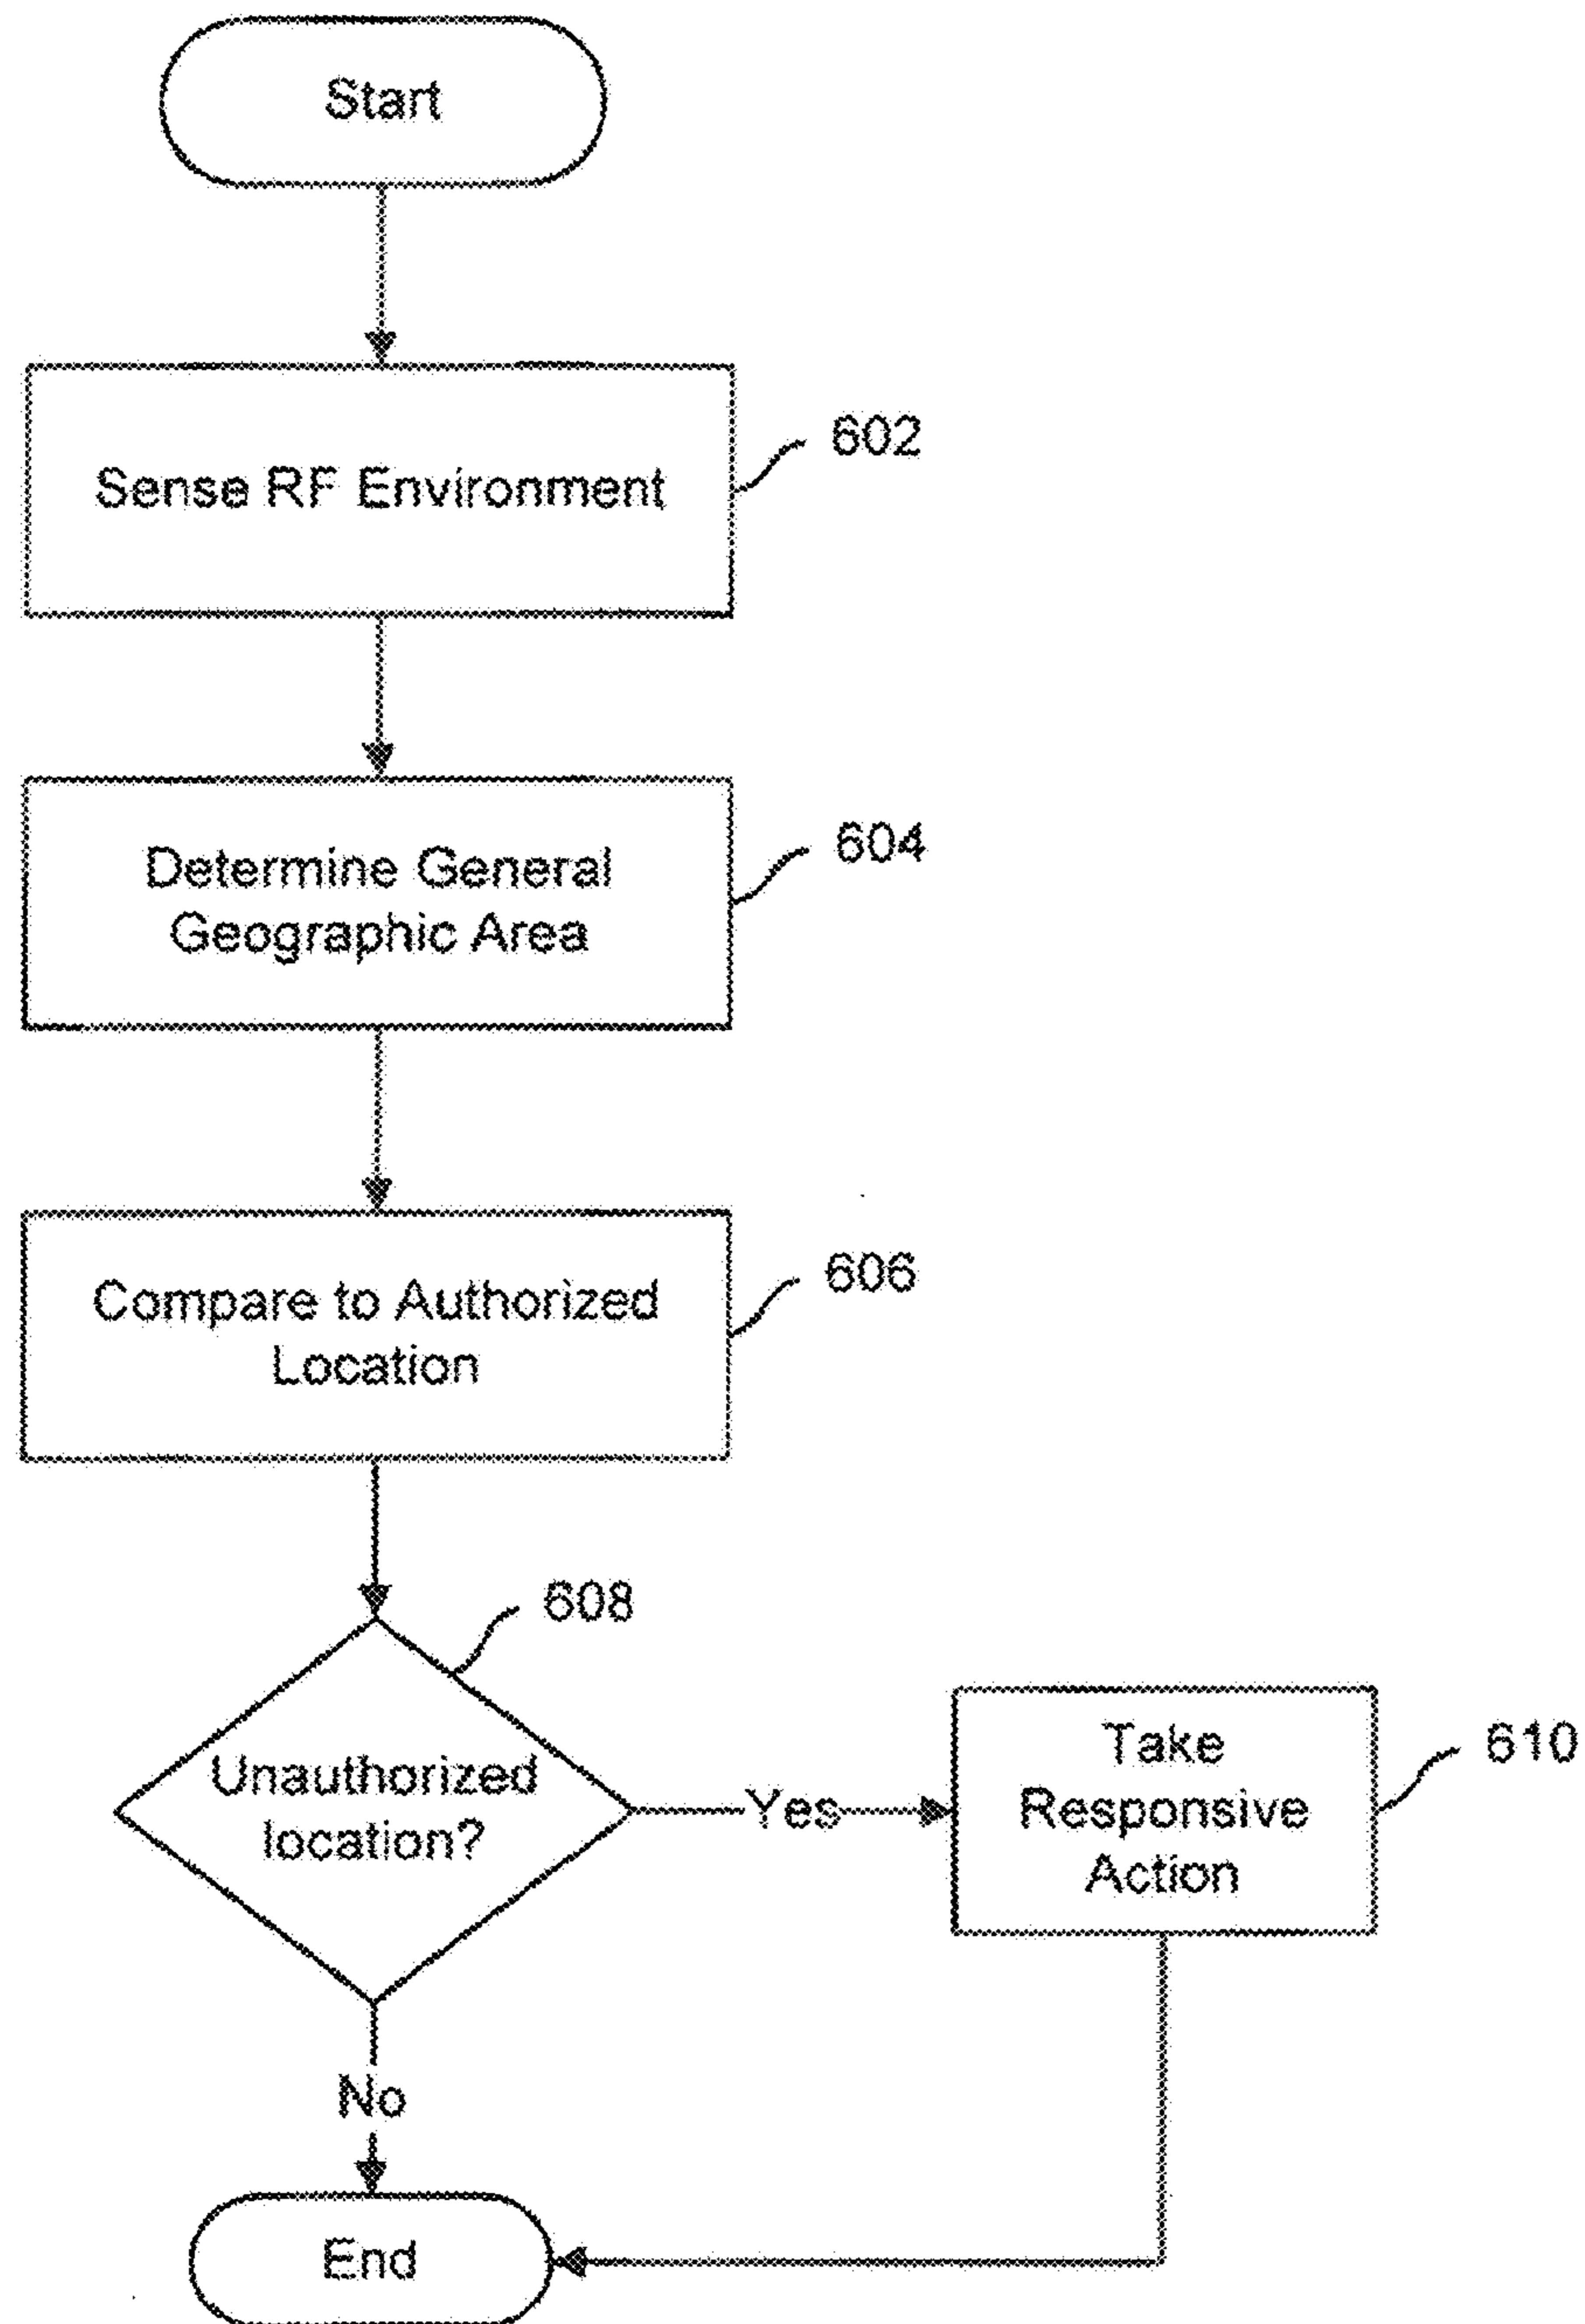 Start
Sense RF Environment
602
Determine General
Geographic Area
604
Compare to Authorized
Location
606
608
Unauthorized
location?
Yes
Take
Responsive
Action
610
No
End